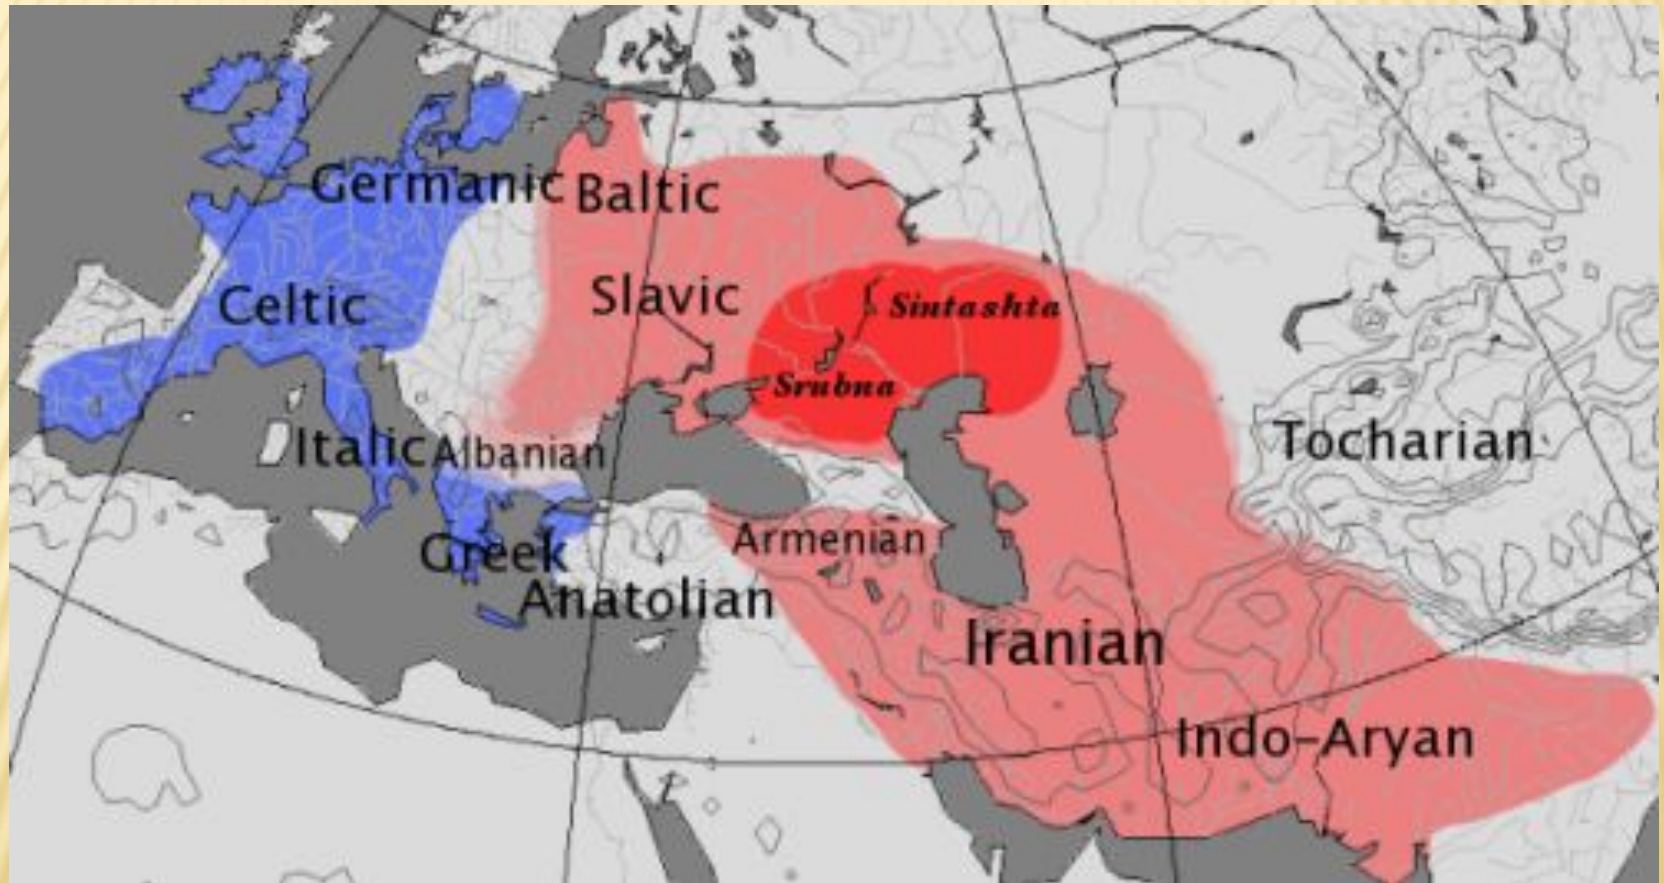 Germanic
Baltic
Celtic
Slavic
Sintashta
Srubna
Italic
Albanian
Tocharian
Greek
Armenian
Anatolian
Iranian
Indo-Aryan